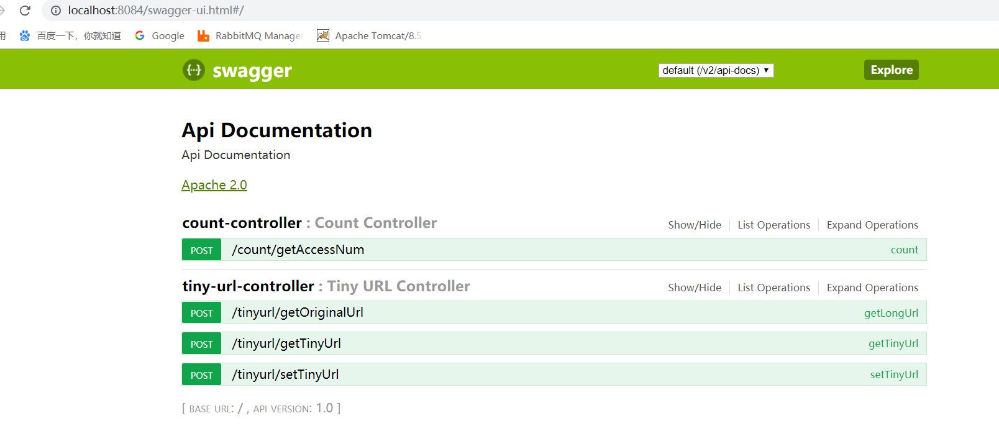 localhost:8084/swagger-ui.html#/
用 百度一下，你就知道 Google RabbitMQ Manager Apache Tomcat/8.5
{···} swagger default (/v2/api-docs) Explore
Api Documentation
Api Documentation
Apache 2.0
count-controller : Count Controller Show/Hide List Operations Expand Operations
POST /count/getAccessNum count
tiny-url-controller : Tiny URL Controller Show/Hide List Operations Expand Operations
POST /tinyurl/getOriginalUrl getLongUrl
POST /tinyurl/getTinyUrl getTinyUrl
POST /tinyurl/setTinyUrl setTinyUrl
[ BASE URL: / , API VERSION: 1.0 ]